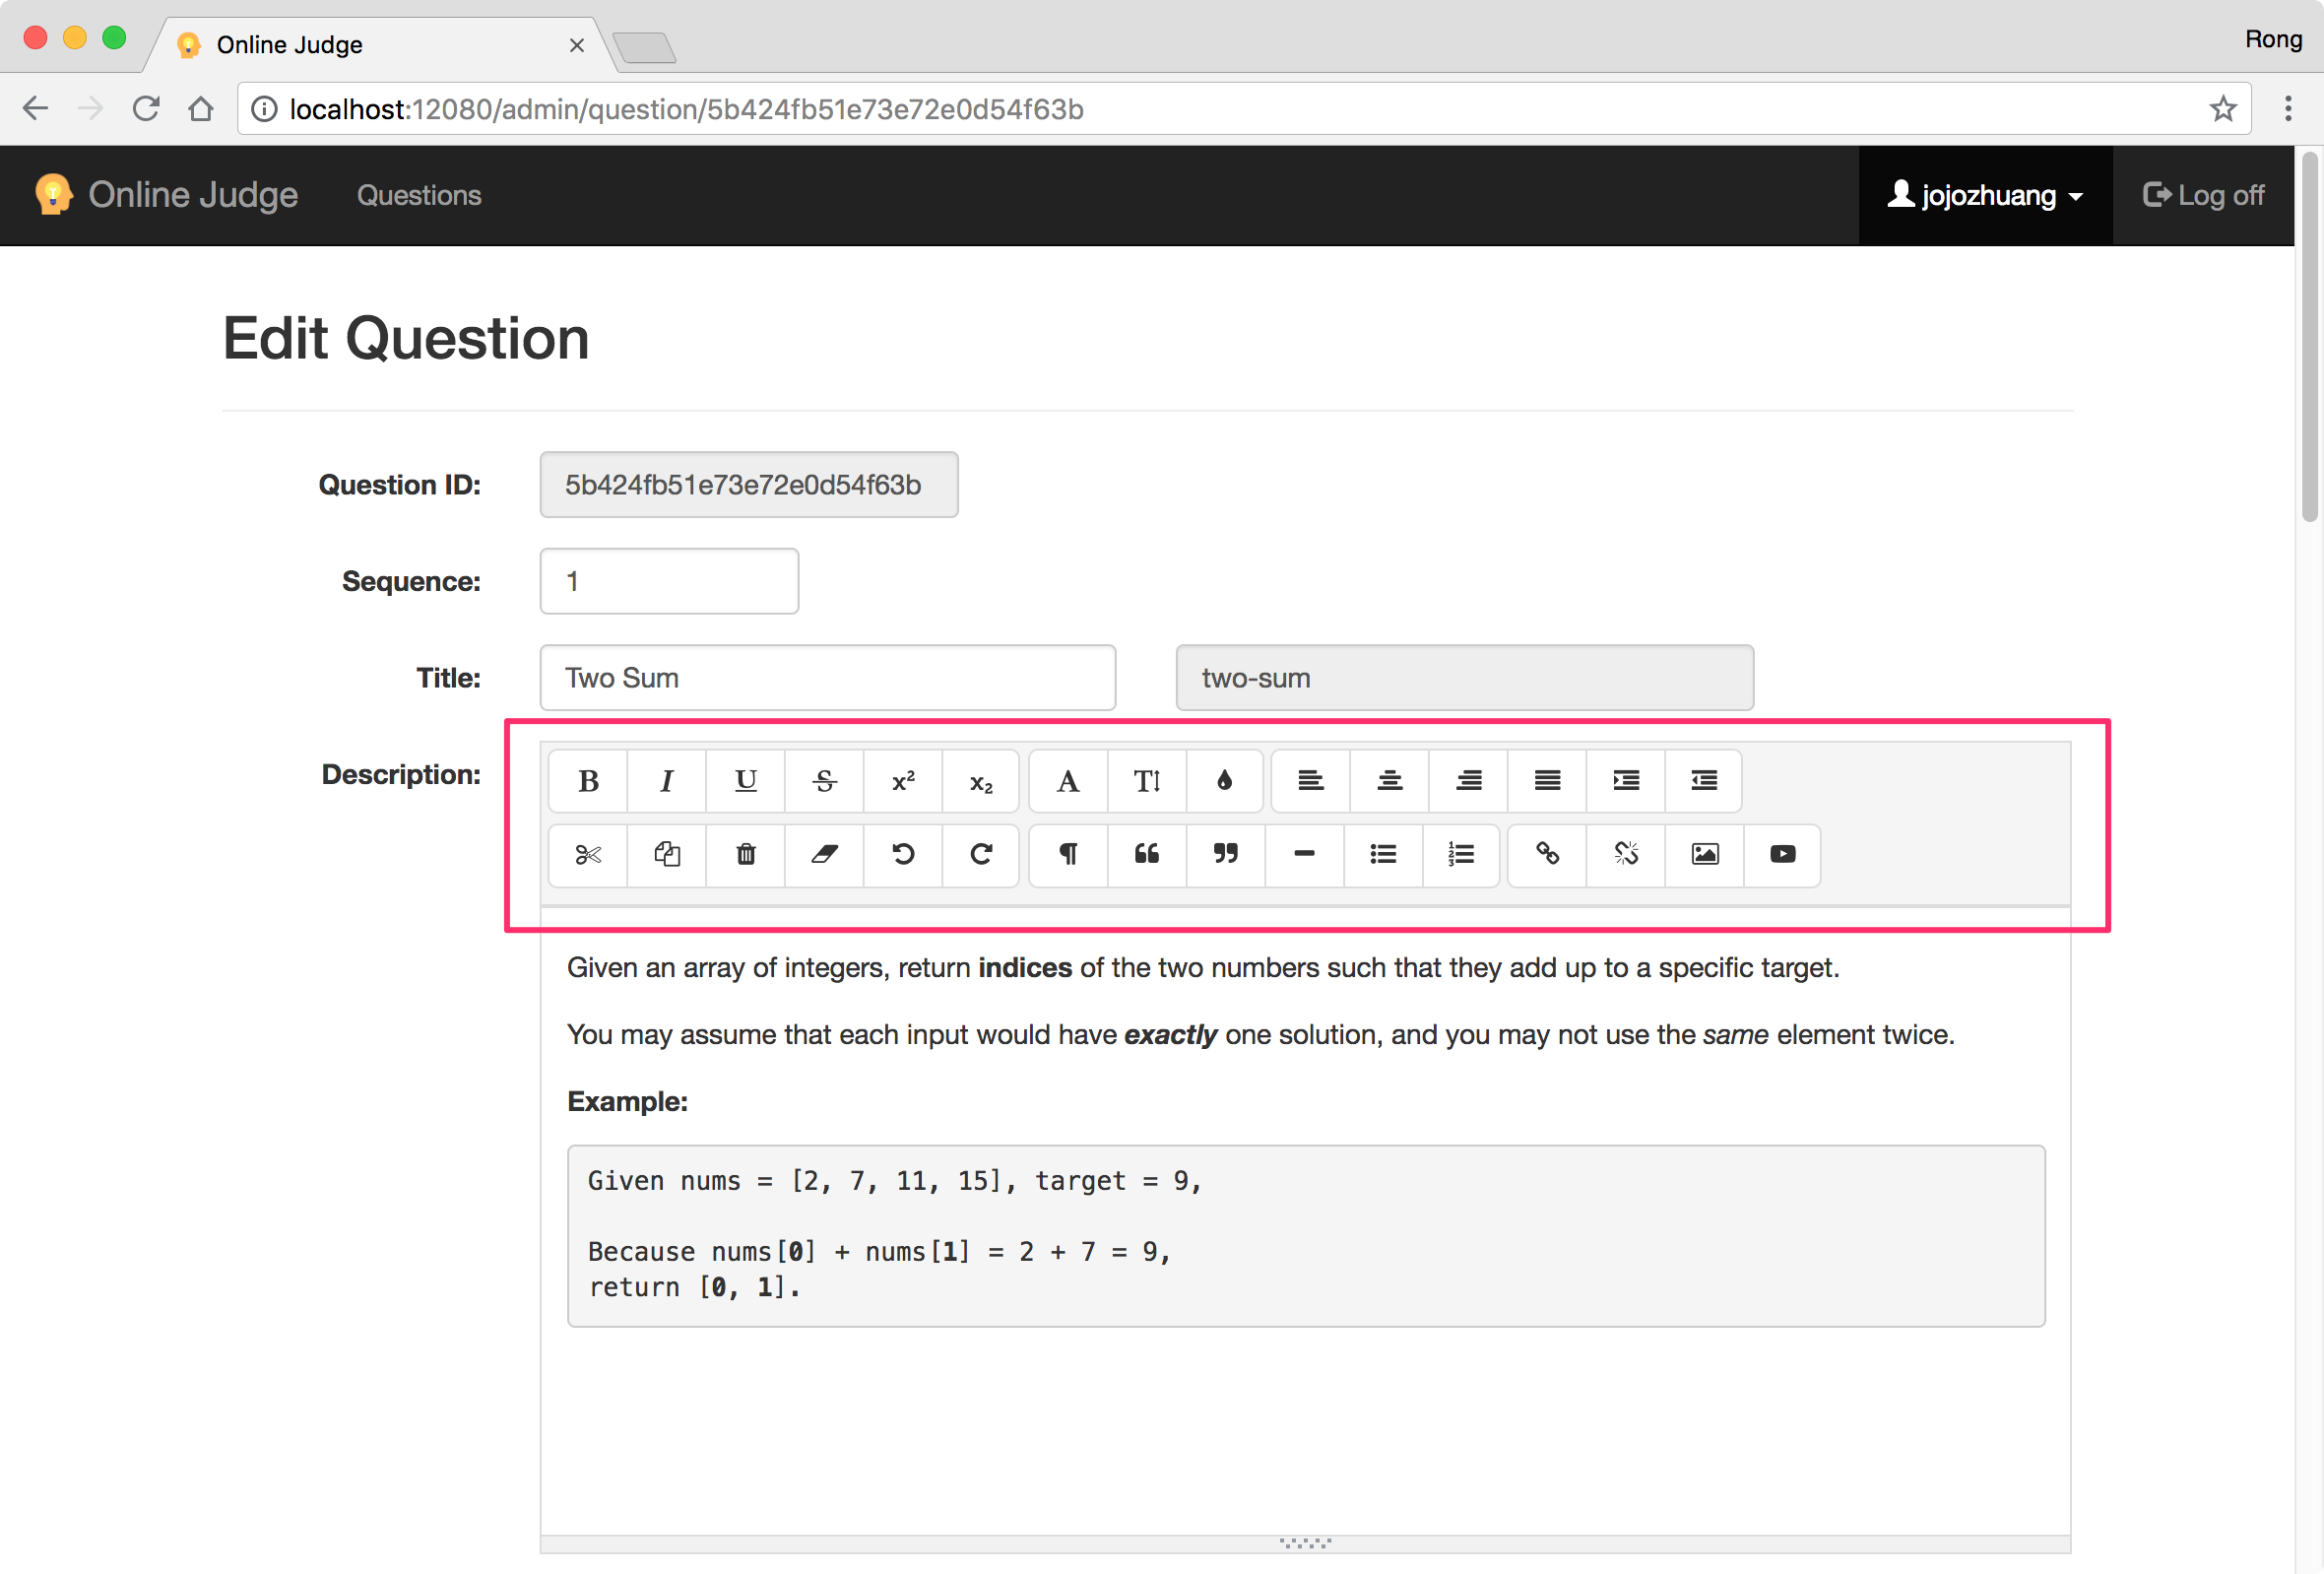 Online Judge
Rong
localhost:12080/admin/question/5b424fb51e73e72e0d54f63b
Online Judge Questions jojozhuang Log off
Edit Question
Question ID: 5b424fb51e73e72e0d54f63b
Sequence: 1
Title: Two Sum two-sum
Description:
B I U S x² x₂ A T
Given an array of integers, return indices of the two numbers such that they add up to a specific target.
You may assume that each input would have exactly one solution, and you may not use the same element twice.
Example:
Given nums = [2, 7, 11, 15], target = 9,
Because nums[0] + nums[1] = 2 + 7 = 9,
return [0, 1].